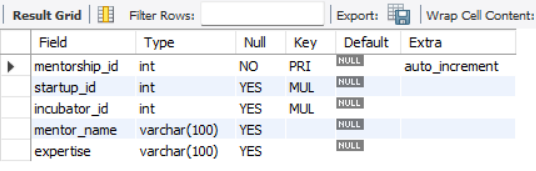 Result Grid Filter Rows: Export: Wrap Cell Content:
Field Type Null Key Default Extra
mentorship_id int NO PRI NULL auto_increment
startup_id int YES MUL NULL
incubator_id int YES MUL NULL
mentor_name varchar(100) YES NULL
expertise varchar(100) YES NULL